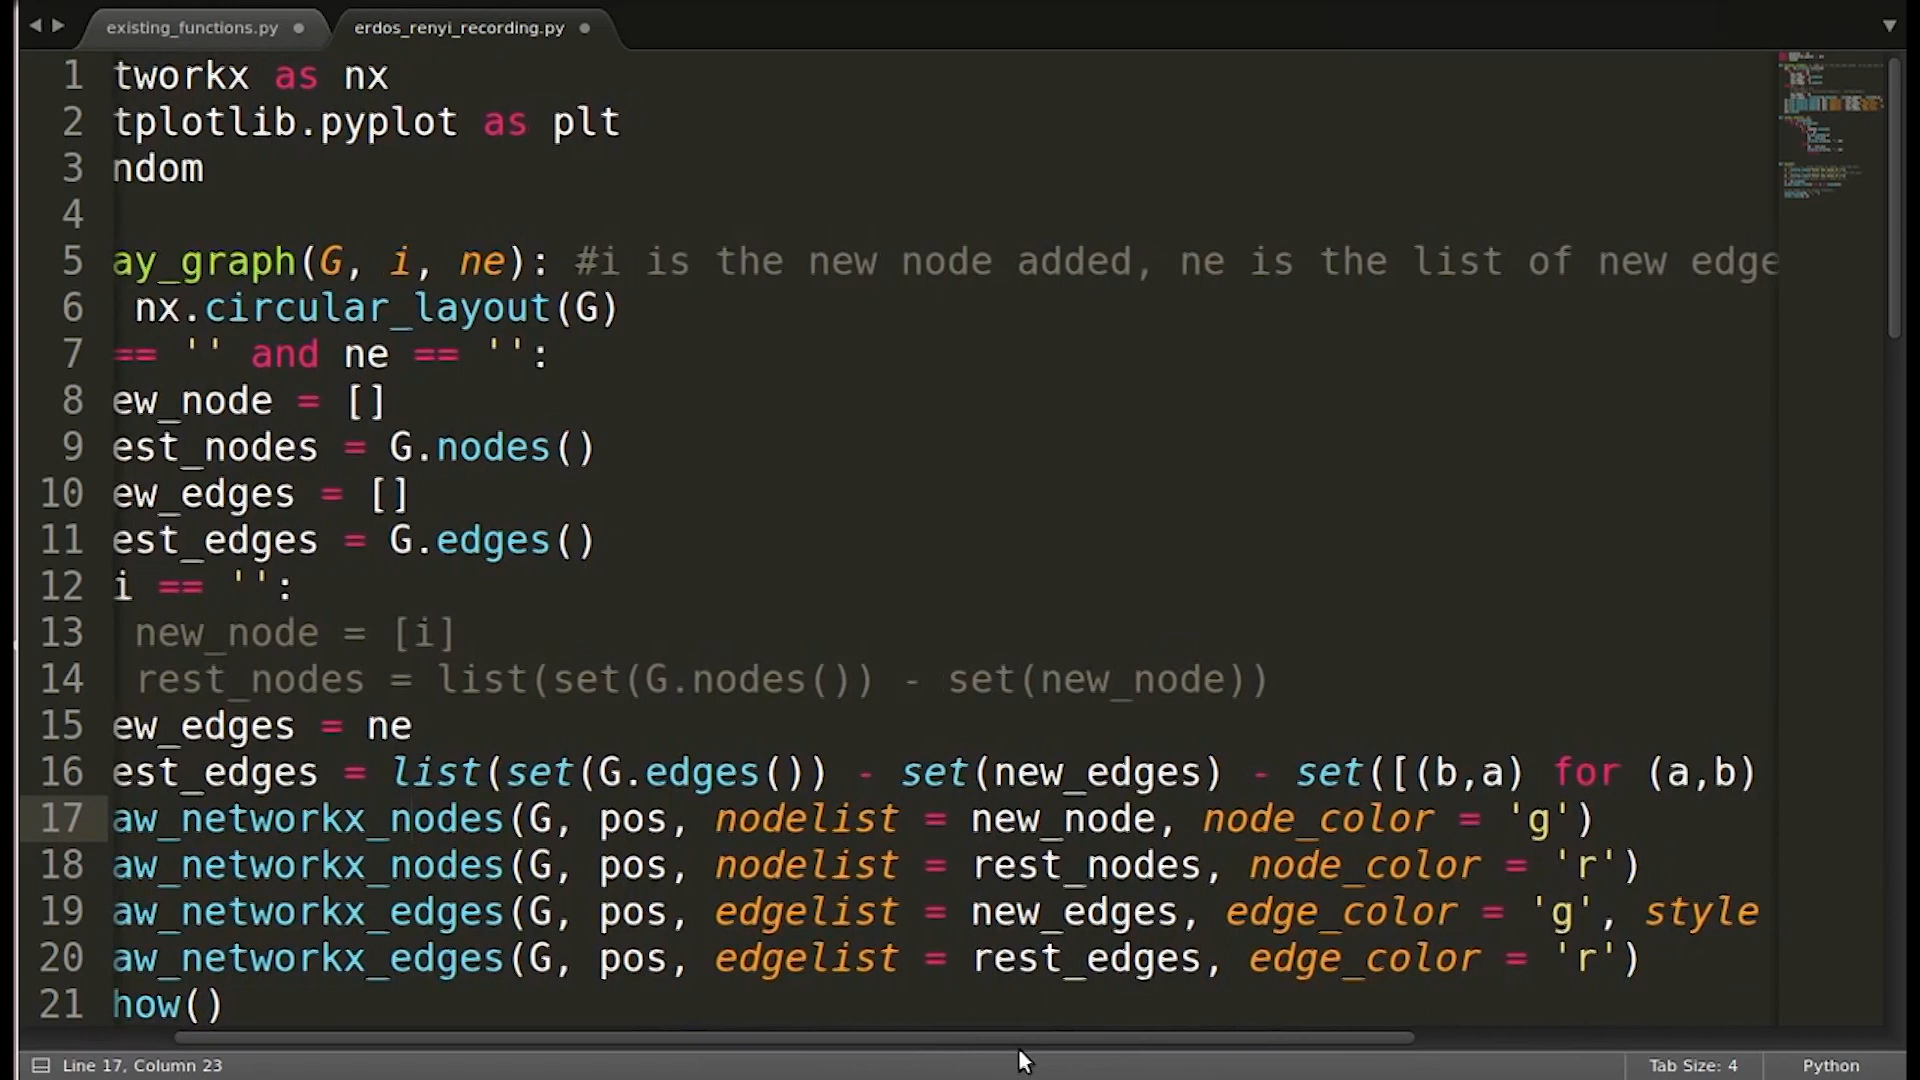 existing_functions.py erdos_renyi_recording.py
1 tworkx as nx
2 tplotlib.pyplot as plt
3 ndom
4
5 ay_graph(G, i, ne): #i is the new node added, ne is the list of new edge
6 nx.circular_layout(G)
7 == '' and ne == '':
8 ew_node = []
9 est_nodes = G.nodes()
10 ew_edges = []
11 est_edges = G.edges()
12 i == '':
13 new_node = [i]
14 rest_nodes = list(set(G.nodes()) - set(new_node))
15 ew_edges = ne
16 est_edges = list(set(G.edges()) - set(new_edges) - set([(b,a) for (a,b)
17 aw_networkx_nodes(G, pos, nodelist = new_node, node_color = 'g')
18 aw_networkx_nodes(G, pos, nodelist = rest_nodes, node_color = 'r')
19 aw_networkx_edges(G, pos, edgelist = new_edges, edge_color = 'g', style
20 aw_networkx_edges(G, pos, edgelist = rest_edges, edge_color = 'r')
21 how()
Line 17, Column 23 Tab Size: 4 Python